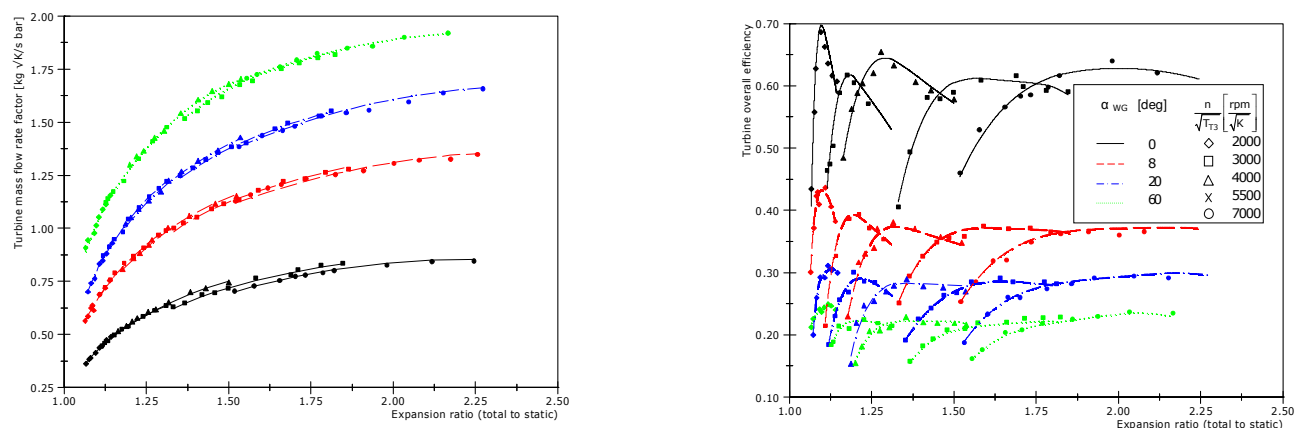 Turbine mass flow rate factor [kg √K/s bar]
2.00
1.75
1.50
1.25
1.00
0.75
0.50
0.25
1.00 1.25 1.50 1.75 2.00 2.25 2.50
Expansion ratio (total to static)
Turbine overall efficiency
0.70
0.60
0.50
0.40
0.30
0.20
0.10
1.00 1.25 1.50 1.75 2.00 2.25 2.50
Expansion ratio (total to static)
α WG [deg] n/√T T3 [rpm/√K]
0 2000
8 3000
20 4000
60 X 5500
7000